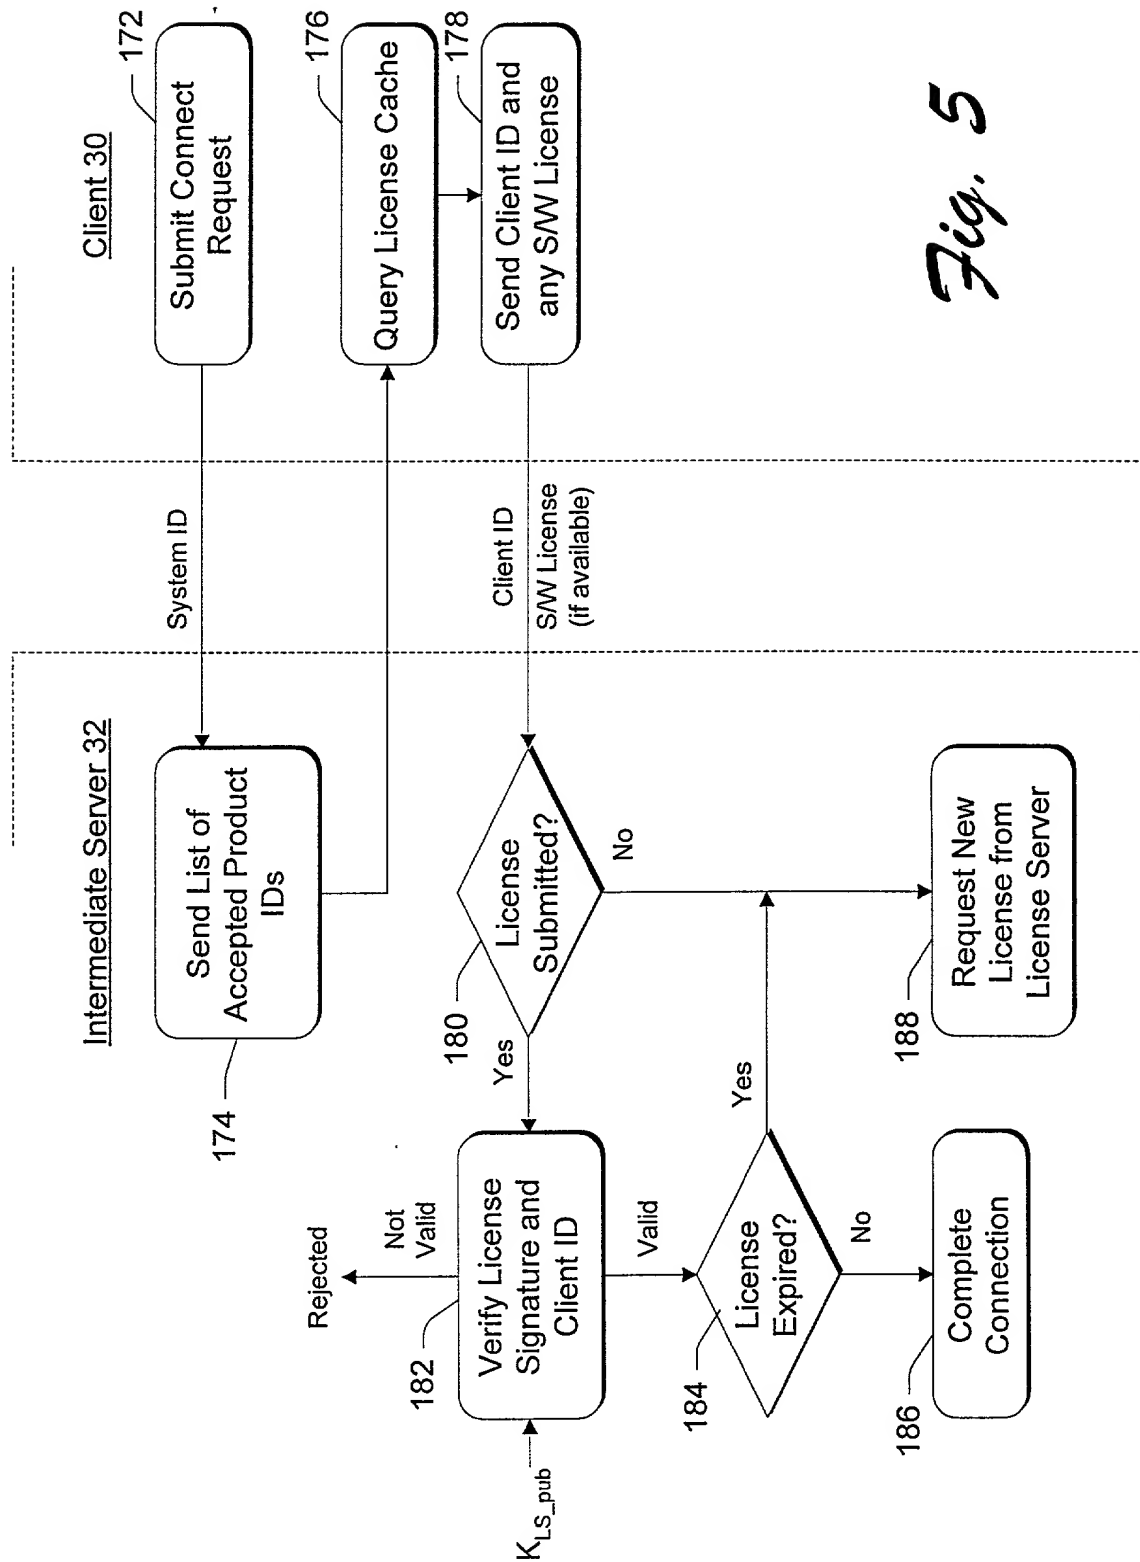 Intermediate Server 32
Client 30
172
Submit Connect
Request
System ID
174
Send List of
Accepted Product
IDs
176
Query License Cache
178
Send Client ID and
any S/W License
Client ID
S/W License
(if available)
180
License
Submitted?
Yes
No
182
Verify License
Signature and
Client ID
KLS_pub
Not
Valid
Rejected
Valid
184
License
Expired?
Yes
No
186
Complete
Connection
188
Request New
License from
License Server
Fig. 5